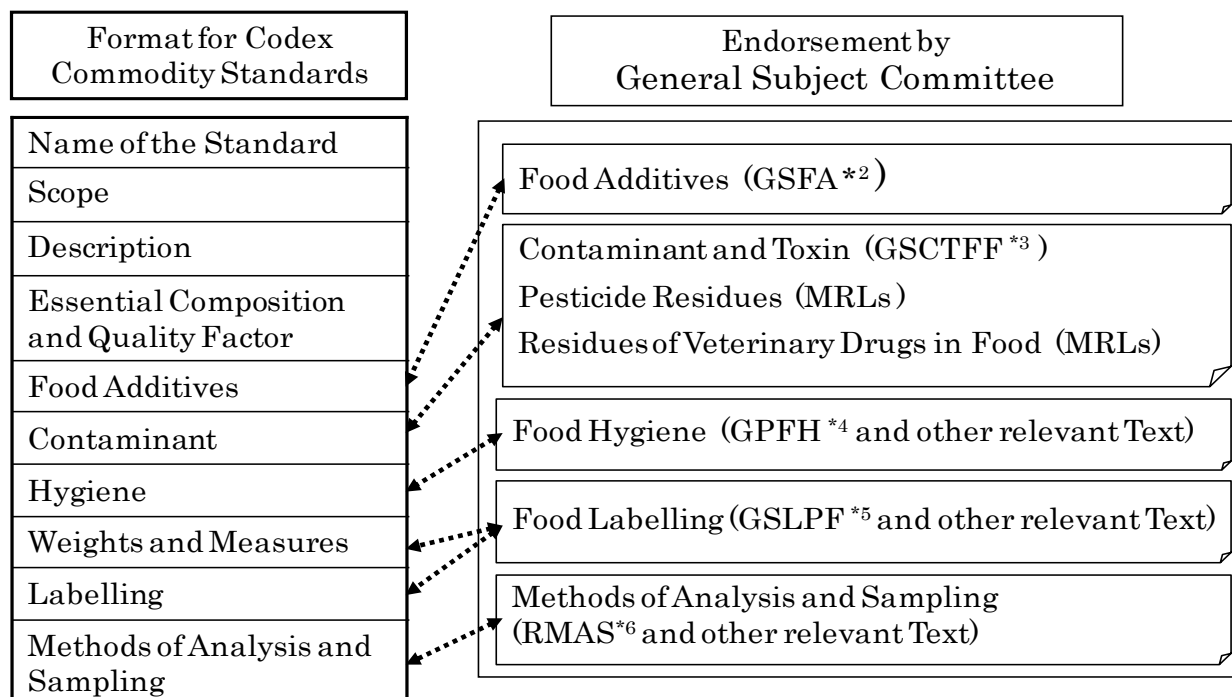 Format for Codex
Commodity Standards
Endorsement by
General Subject Committee
Name of the Standard
Scope
Description
Essential Composition
and Quality Factor
Food Additives
Contaminant
Hygiene
Weights and Measures
Labelling
Methods of Analysis and
Sampling
Food Additives (GSFA *2)
Contaminant and Toxin (GSCTFF *3 )
Pesticide Residues (MRLs)
Residues of Veterinary Drugs in Food (MRLs)
Food Hygiene (GPFH *4 and other relevant Text)
Food Labelling (GSLPF *5 and other relevant Text)
Methods of Analysis and Sampling
(RMAS*6 and other relevant Text)